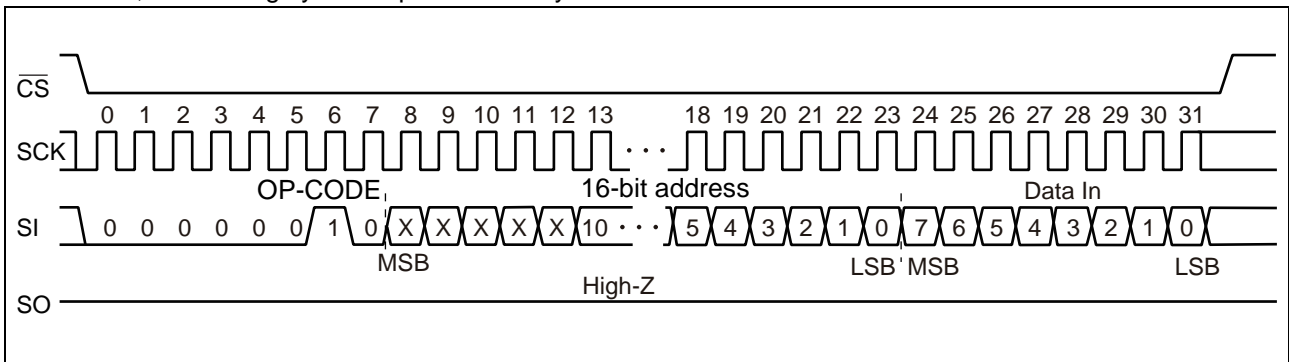 CS
0 1 2 3 4 5 6 7 8 9 10 11 12 13 18 19 20 21 22 23 24 25 26 27 28 29 30 31
SCK
· · ·
OP-CODE 16-bit address Data In
SI 0 0 0 0 0 0 1 0 X X X X X 10 · · · 5 4 3 2 1 0 7 6 5 4 3 2 1 0
MSB LSB MSB LSB
High-Z
SO